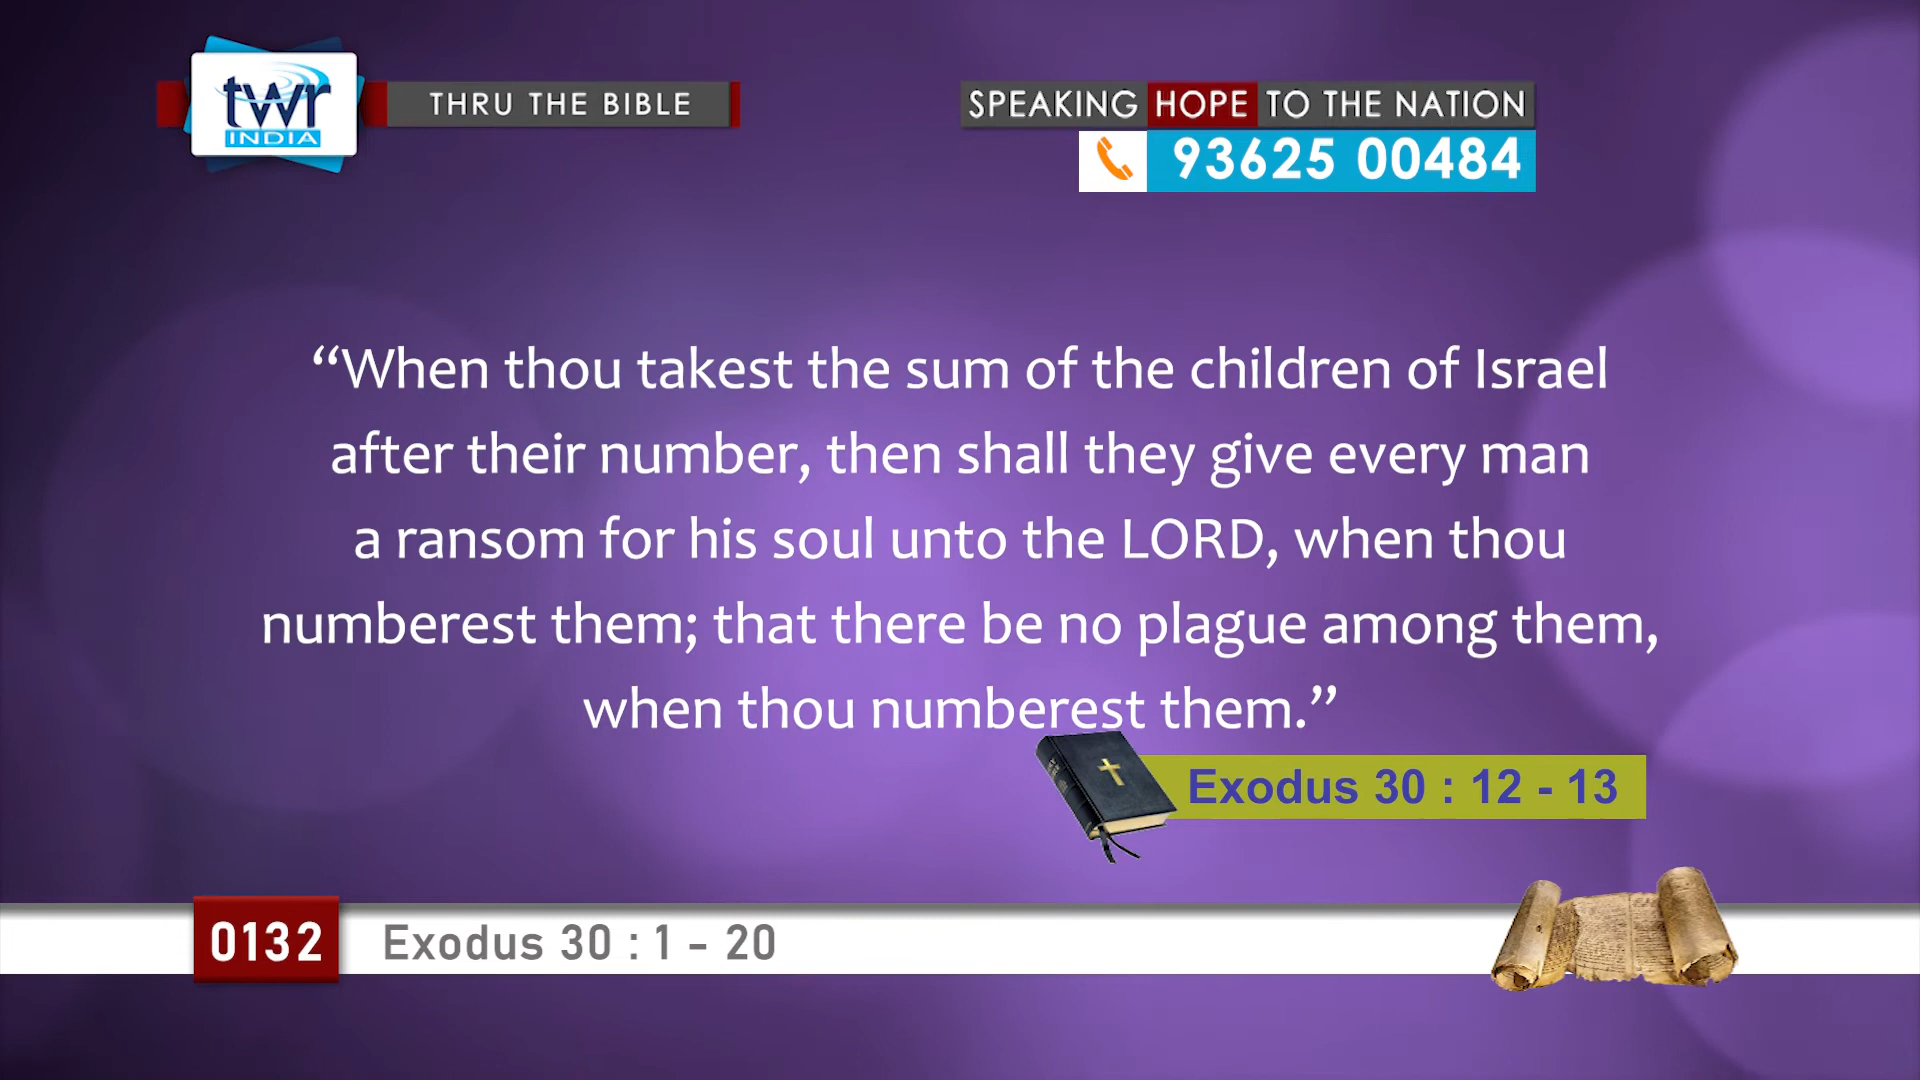 twr
INDIA
THRU THE BIBLE
SPEAKING HOPE TO THE NATION
93625 00484
“When thou takest the sum of the children of Israel
after their number, then shall they give every man
a ransom for his soul unto the LORD, when thou
numberest them; that there be no plague among them,
when thou numberest them.”
Exodus 30 : 12 - 13
0132
Exodus 30 : 1 - 20